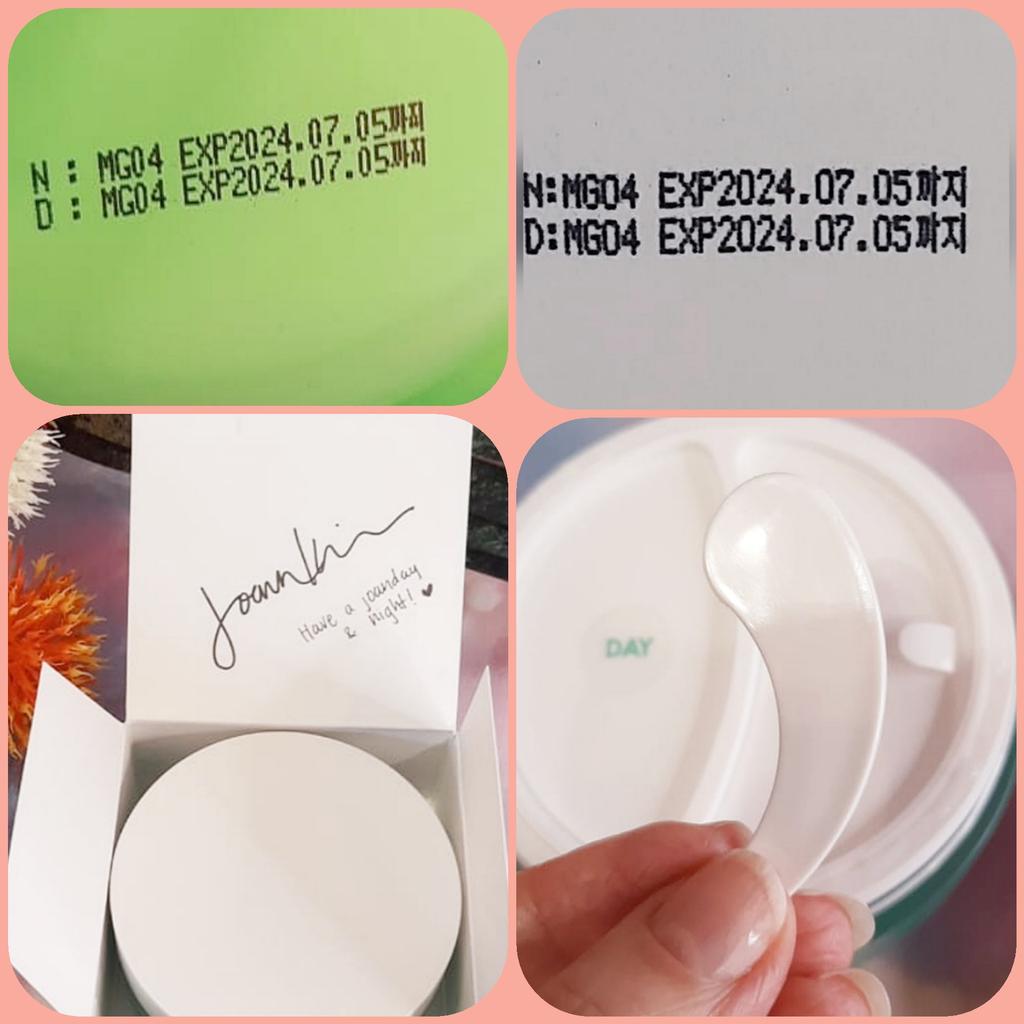 N : MG04 EXP2024.07.05까지
D : MG04 EXP2024.07.05까지
N:MG04 EXP2024.07.05까지
D:MG04 EXP2024.07.05까지
JoannKim
Have a joanday
& night! ♥
DAY